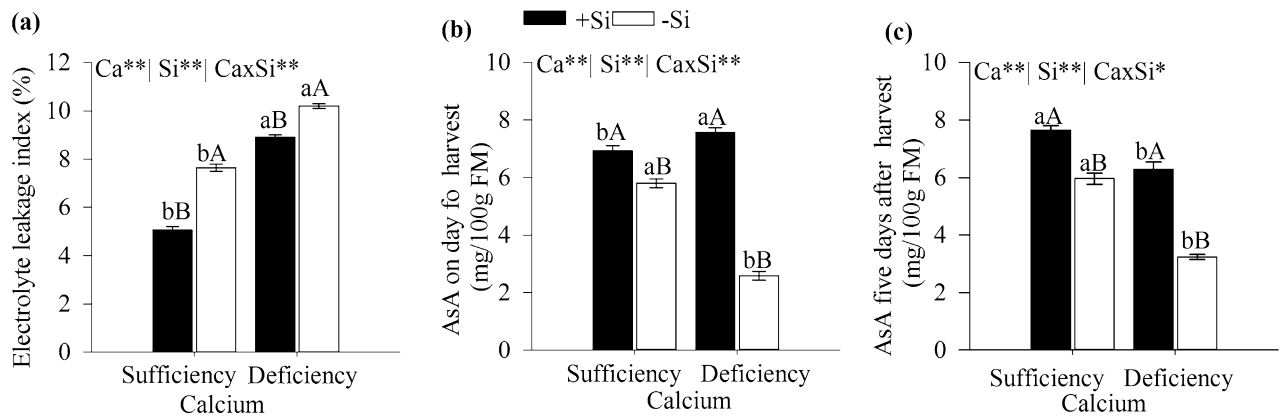 (a)
(b)
(c)
+Si -Si
Electrolyte leakage index (%)
12
10
8
6
4
2
0
Ca**| Si**| CaxSi**
bB
bA
aB
aA
Sufficiency Deficiency
Calcium
AsA on day fo harvest
(mg/100g FM)
10
8
6
4
2
0
Ca**| Si**| CaxSi**
bA
aB
aA
bB
Sufficiency Deficiency
Calcium
AsA five days after harvest
(mg/100g FM)
10
8
6
4
2
0
Ca**| Si**| CaxSi*
aA
aB
bA
bB
Sufficiency Deficiency
Calcium